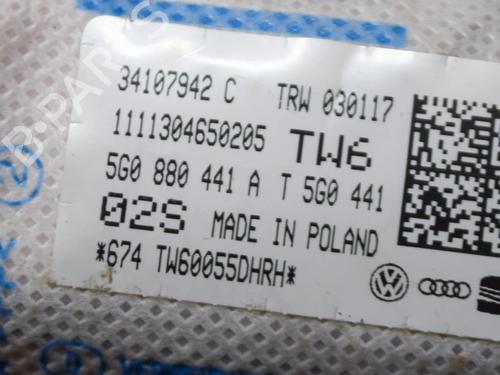 34107942 C TRW 030117
1111304650205 TW6
5G0 880 441 A T 5G0 441
02S MADE IN POLAND
*674 TW60055DHRH*